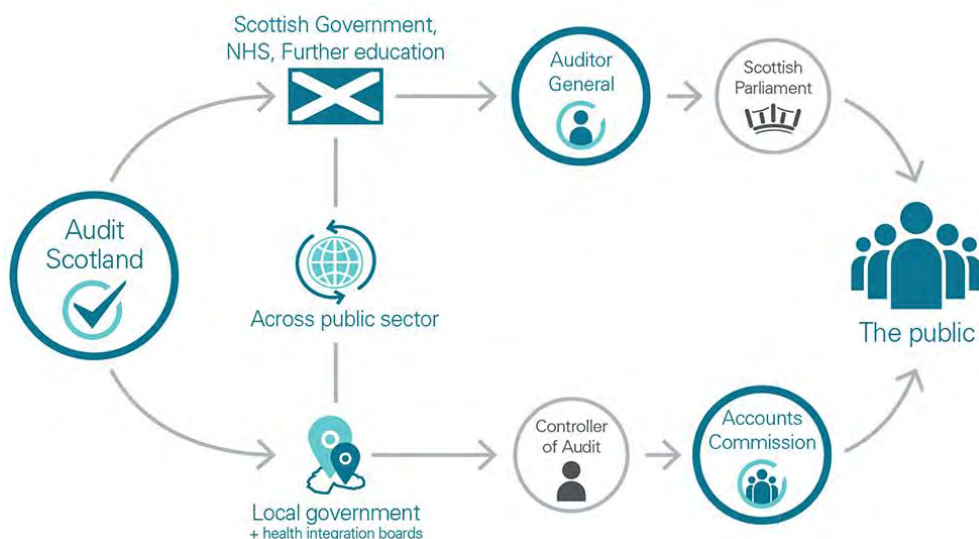 Scottish Government,
NHS, Further education
Auditor
General
Scottish
Parliament
Audit
Scotland
Across public sector
The public
Local government
+ health integration boards
Controller
of Audit
Accounts
Commission